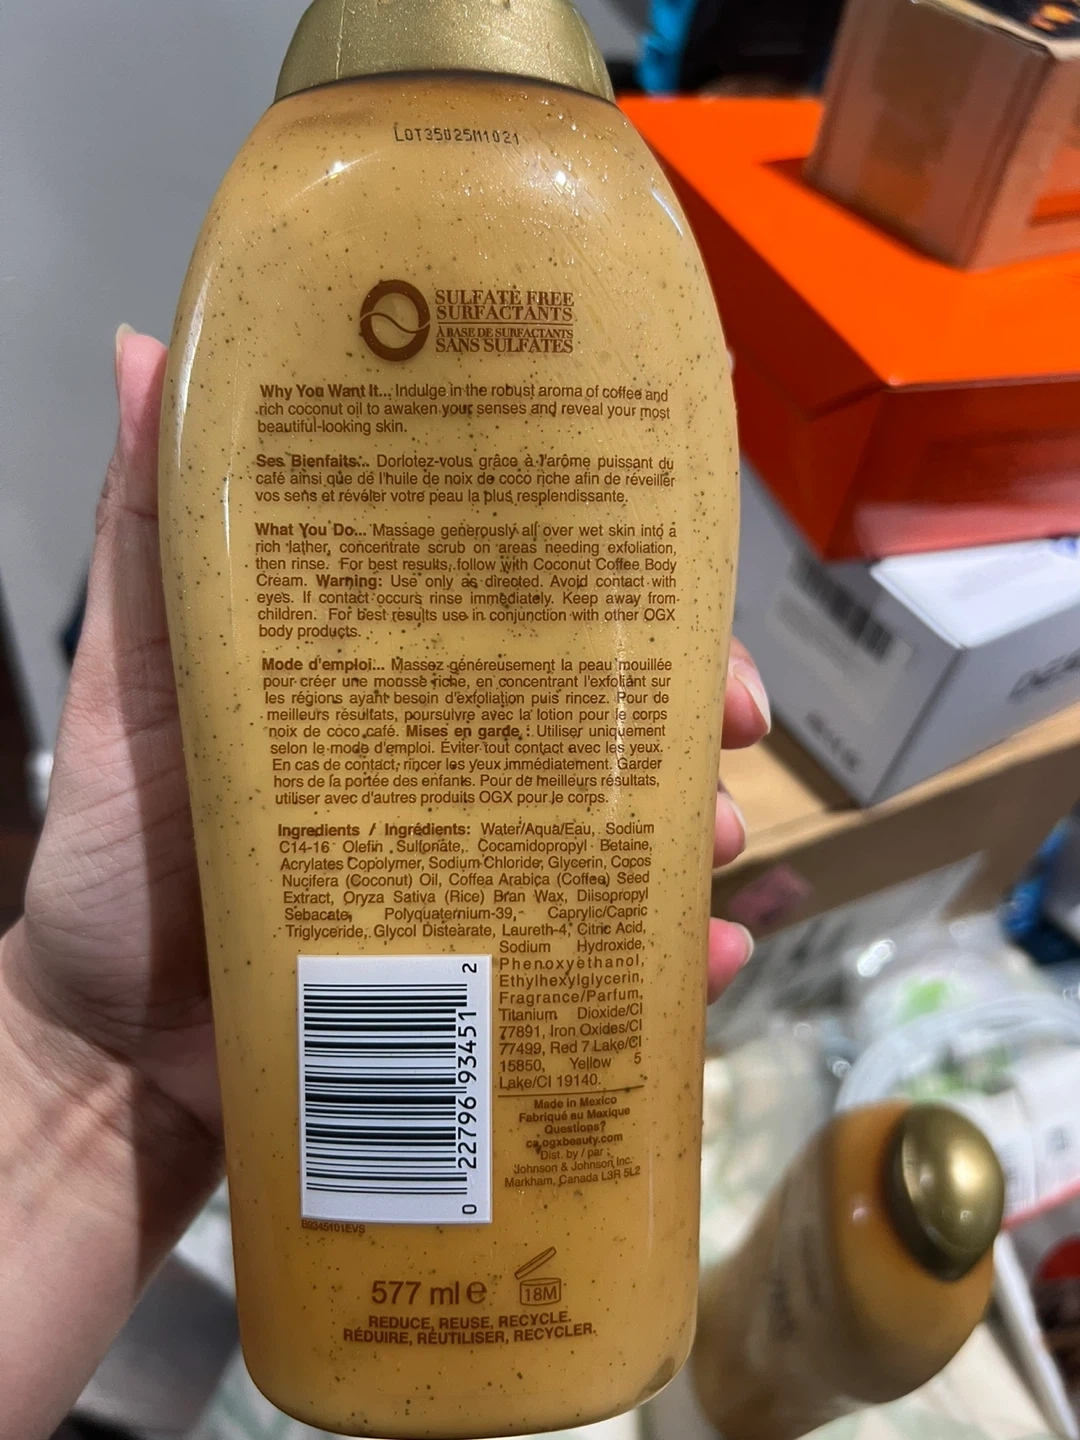 LOT35025M1021
SULFATE FREE
SURFACTANTS
À BASE DE SURFACTANTS
SANS SULFATES
Why You Want It... Indulge in the robust aroma of coffee and
rich coconut oil to awaken your senses and reveal your most
beautiful-looking skin.
Ses Bienfaits... Dorlotez-vous grâce à l'arôme puissant du
café ainsi que de l'huile de noix de coco riche afin de réveiller
vos sens et révéler votre peau la plus resplendissante.
What You Do... Massage generously all over wet skin into a
rich lather, concentrate scrub on areas needing exfoliation,
then rinse. For best results, follow with Coconut Coffee Body
Cream. Warning: Use only as directed. Avoid contact with
eyes. If contact occurs rinse immediately. Keep away from
children. For best results use in conjunction with other OGX
body products.
Mode d'emploi... Massez généreusement la peau mouillée
pour créer une mousse riche, en concentrant l'exfoliant sur
les régions ayant besoin d'exfoliation puis rincez. Pour de
meilleurs résultats, poursuivre avec la lotion pour le corps
noix de coco café. Mises en garde : Utiliser uniquement
selon le mode d'emploi. Éviter tout contact avec les yeux.
En cas de contact, rincer les yeux immédiatement. Garder
hors de la portée des enfants. Pour de meilleurs résultats,
utiliser avec d'autres produits OGX pour le corps.
Ingredients / Ingrédients: Water/Aqua/Eau, Sodium
C14-16 Olefin Sulfonate, Cocamidopropyl Betaine,
Acrylates Copolymer, Sodium Chloride, Glycerin, Cocos
Nucifera (Coconut) Oil, Coffea Arabica (Coffee) Seed
Extract, Oryza Sativa (Rice) Bran Wax, Diisopropyl
Sebacate, Polyquaternium-39, Caprylic/Capric
Triglyceride, Glycol Distearate, Laureth-4, Citric Acid,
Sodium Hydroxide,
Phenoxyethanol,
Ethylhexylglycerin,
Fragrance/Parfum,
Titanium Dioxide/CI
77891, Iron Oxides/CI
77499, Red 7 Lake/CI
15850, Yellow 5
Lake/CI 19140.
Made in Mexico
Fabriqué au Mexique
Questions?
ca.ogxbeauty.com
Dist. by / par :
Johnson & Johnson Inc.
Markham, Canada L3R 5L2
0 22796 93451 2
B9345101EVS
577 ml e
18M
REDUCE, REUSE, RECYCLE.
RÉDUIRE, RÉUTILISER, RECYCLER.